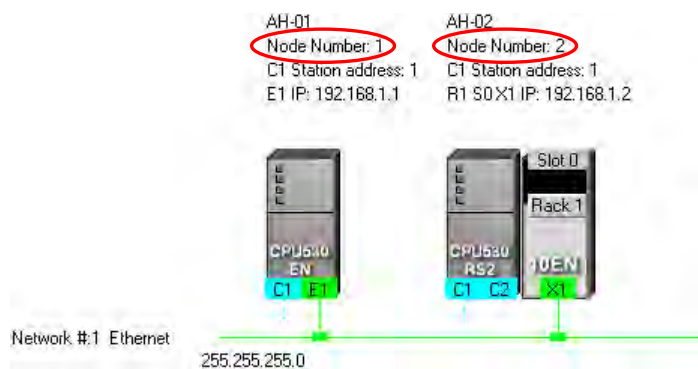 AH-01
Node Number: 1
C1 Station address: 1
E1 IP: 192.168.1.1
AH-02
Node Number: 2
C1 Station address: 1
R1 S0 X1 IP: 192.168.1.2
CPU530
EN
C1 E1
CPU530
RS2
C1 C2
Slot 0
Rack 1
10EN
X1
Network #:1 Ethernet
255.255.255.0